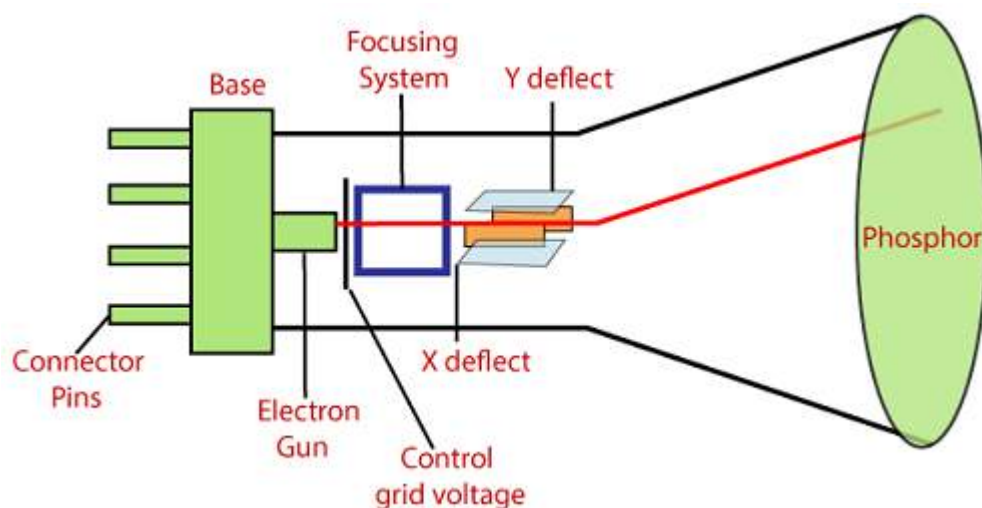 Focusing
System
Y deflect
Base
Phosphor
Connector
Pins
X deflect
Electron
Gun
Control
grid voltage